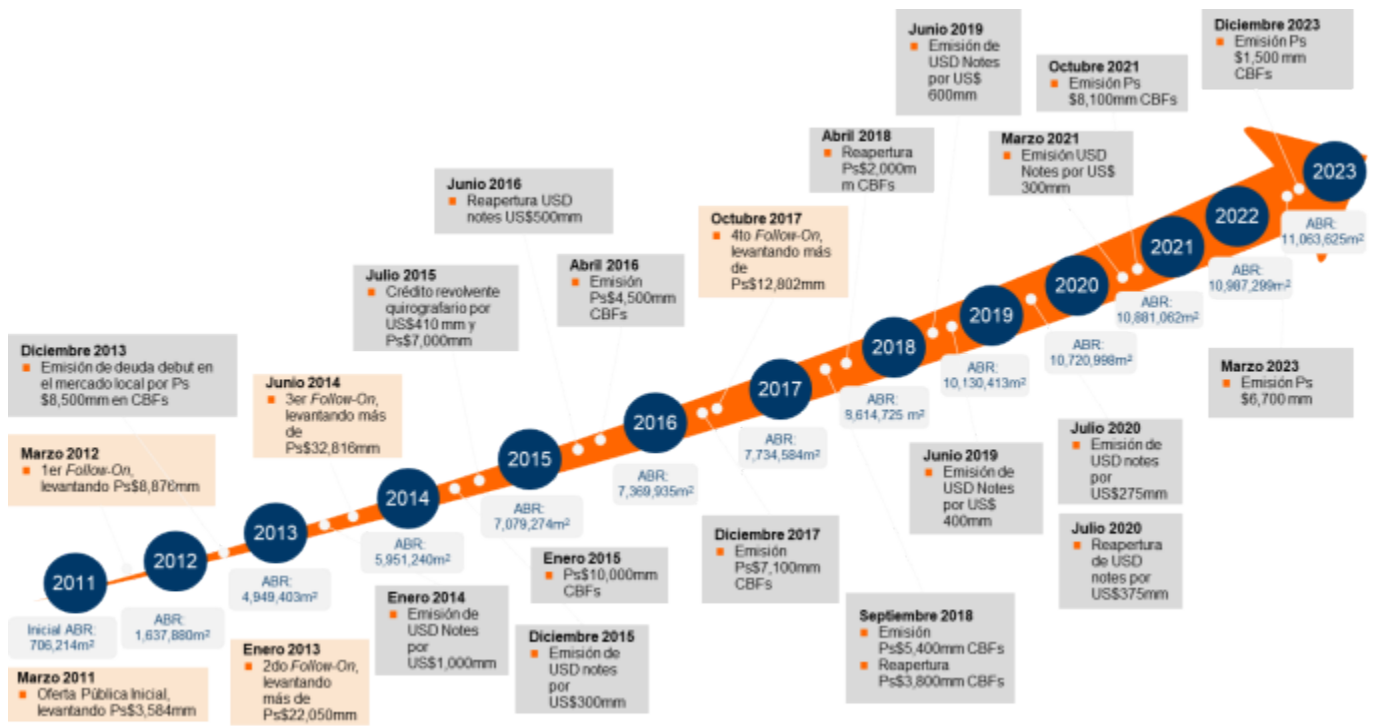 Diciembre 2023
Emisión Ps
$1,500 mm
CBFs
Junio 2019
Emisión de
USD Notes
por US$
600mm
Octubre 2021
Emisión Ps
$8,100mm CBFs
Abril 2018
Reapertura
Ps$2,000m
m CBFs
Marzo 2021
Emisión USD
Notes por US$
300mm
Junio 2016
Reapertura USD
notes US$500mm
Octubre 2017
4to Follow-On,
levantando más
de
Ps$12,802mm
Julio 2015
Crédito revolvente
quirografario por
US$410 mm y
Ps$7,000mm
Abril 2016
Emisión
Ps$4,500mm
CBFs
Diciembre 2013
Emisión de deuda debut en
el mercado local por Ps
$8,500mm en CBFs
Junio 2014
3er Follow-On,
levantando más
de
Ps$32,816mm
Marzo 2012
1er Follow-On,
levantando Ps$8,876mm
2011
2012
2013
2014
2015
2016
2017
2018
2019
2020
2021
2022
2023
Inicial ABR:
706,214m²
ABR:
1,637,880m²
ABR:
4,949,403m²
ABR:
5,951,240m²
ABR:
7,079,274m²
ABR:
7,369,935m²
ABR:
7,734,584m²
ABR:
8,614,725 m²
ABR:
10,130,413m²
ABR:
10,720,998m²
ABR:
10,881,062m²
ABR:
10,987,299m²
ABR:
11,063,625m²
Marzo 2023
Emisión Ps
$6,700 mm
Marzo 2011
Oferta Pública Inicial,
levantando Ps$3,584mm
Enero 2013
2do Follow-On,
levantando
más de
Ps$22,050mm
Enero 2014
Emisión de
USD Notes
por
US$1,000mm
Enero 2015
Ps$10,000mm
CBFs
Diciembre 2015
Emisión de
USD notes
por
US$300mm
Diciembre 2017
Emisión
Ps$7,100mm
CBFs
Septiembre 2018
Emisión
Ps$5,400mm CBFs
Reapertura
Ps$3,800mm CBFs
Junio 2019
Emisión de
USD Notes
por US$
400mm
Julio 2020
Emisión de
USD notes
por
US$275mm
Julio 2020
Reapertura
de USD
notes por
US$375mm